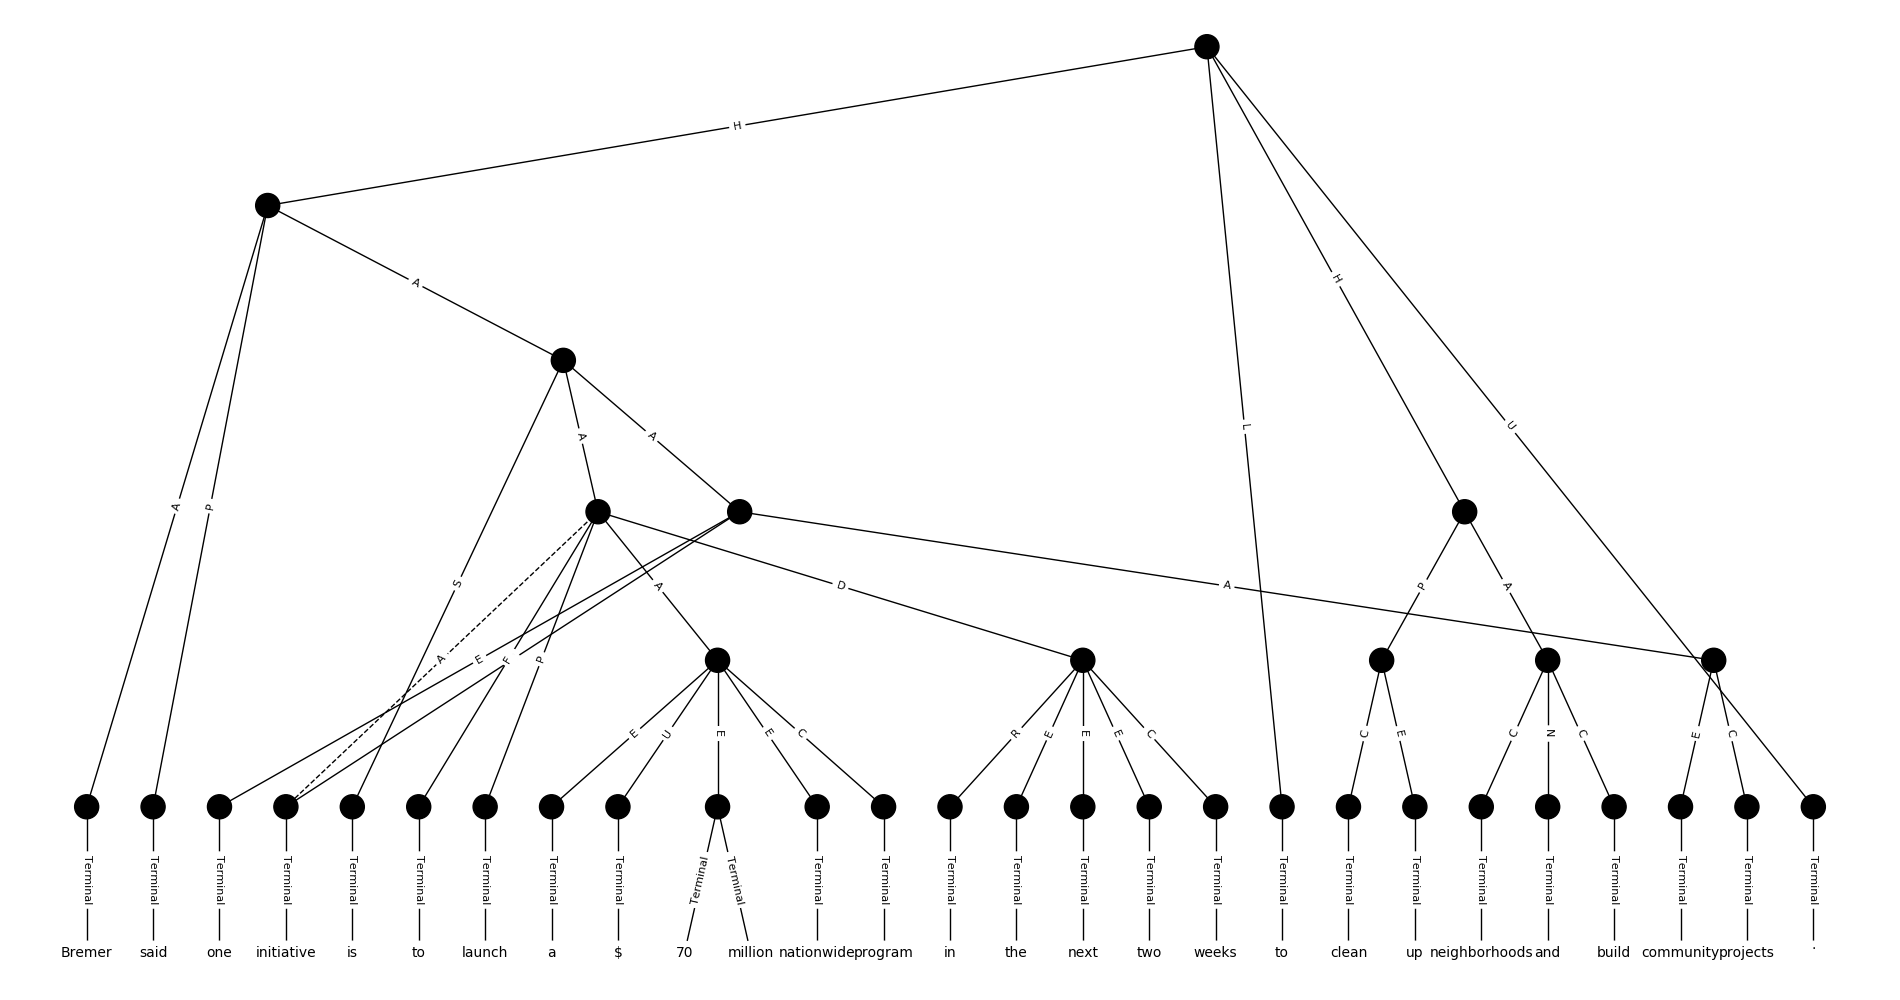 H
A
H
A
P
L
U
A
A
S
P
A
A
D
A
A
E
F
P
E
U
E
E
C
R
E
E
E
C
C
E
C
N
C
E
C
Terminal Terminal Terminal Terminal Terminal Terminal Terminal Terminal Terminal Terminal Terminal Terminal Terminal Terminal Terminal Terminal Terminal Terminal Terminal Terminal Terminal Terminal Terminal Terminal Terminal Terminal Terminal
Bremer said one initiative is to launch a $ 70 million nationwide program in the next two weeks to clean up neighborhoods and build community projects .